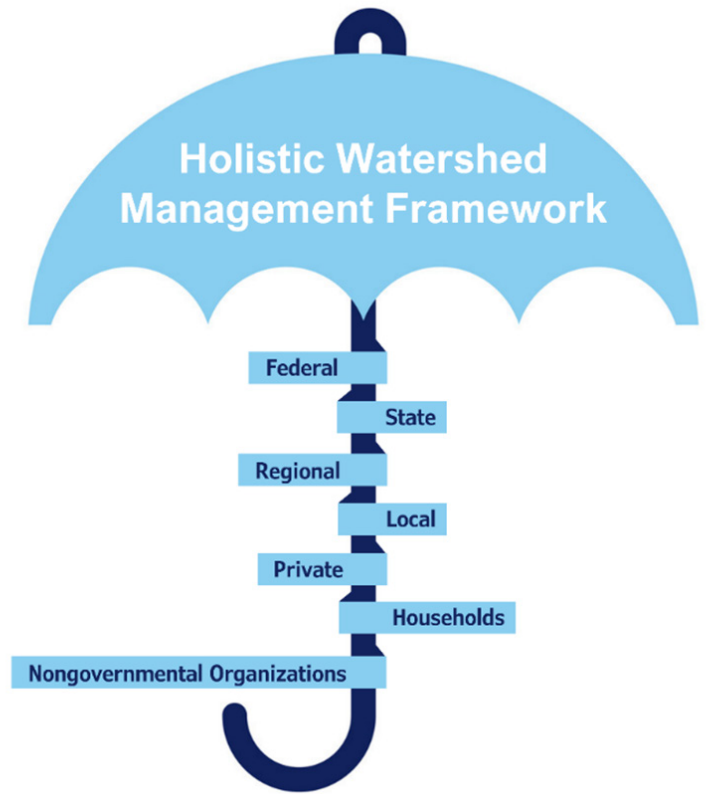 Holistic Watershed
Management Framework
Federal
State
Regional
Local
Private
Households
Nongovernmental Organizations